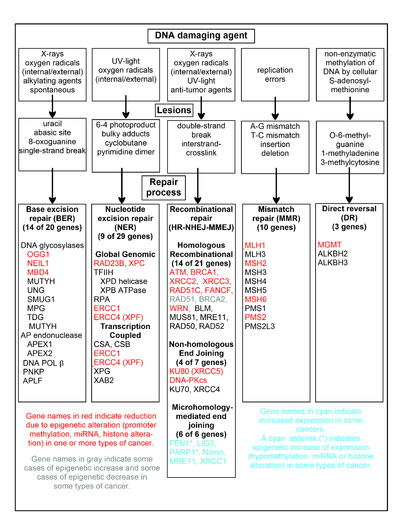 DNA damaging agent
X-rays
oxygen radicals
(internal/external)
alkylating agents
spontaneous
UV-light
oxygen radicals
(internal/external)
X-rays
oxygen radicals
(internal/external)
UV-light
anti-tumor agents
replication
errors
non-enzymatic
methylation of
DNA by cellular
S-adenosyl-
methionine
Lesions
uracil
abasic site
8-oxoguanine
single-strand break
6-4 photoproduct
bulky adducts
cyclobutane
pyrimidine dimer
double-strand
break
interstrand-
crosslink
A-G mismatch
T-C mismatch
insertion
deletion
O-6-methyl-
guanine
1-methyladenine
3-methylcytosine
Repair
process
Base excision
repair (BER)
(14 of 20 genes)
DNA glycosylases
OGG1
NEIL1
MBD4
MUTYH
UNG
SMUG1
MPG
TDG
MUTYH
AP endonuclease
APEX1
APEX2
DNA POL β
PNKP
APLF
Nucleotide
excision repair
(NER)
(9 of 29 genes)
Global Genomic
RAD23B, XPC
TFIIH
XPD helicase
XPB ATPase
RPA
ERCC1
ERCC4 (XPF)
Transcription
Coupled
CSA, CSB
ERCC1
ERCC4 (XPF)
XPG
XAB2
Recombinational
repair
(HR-NHEJ-MMEJ)
Homologous
Recombinational
(14 of 21 genes)
ATM, BRCA1,
XRCC2, XRCC3,
RAD51C, FANCF,
RAD51, BRCA2,
WRN, BLM,
MUS81, MRE11,
RAD50, RAD52
Non-homologous
End Joining
(4 of 7 genes)
KU80 (XRCC5)
DNA-PKcs
KU70, XRCC4
Microhomology-
mediated end
joining
(6 of 6 genes)
FEN1*, LIG3,
PARP1*, Nibrin,
MRE11, XRCC1
Mismatch
repair (MMR)
(10 genes)
MLH1
MLH3
MSH2
MSH3
MSH4
MSH5
MSH6
PMS1
PMS2
PMS2L3
Direct reversal
(DR)
(3 genes)
MGMT
ALKBH2
ALKBH3
Gene names in red indicate reduction
due to epigenetic alteration (promoter
methylation, miRNA, histone altera-
tion) in one or more types of cancer.
Gene names in gray indicate some
cases of epigenetic increase and some
cases of epigenetic decrease in
some types of cancer.
Gene names in cyan indicate
increased expression in some
cancers.
A cyan asterisk (*) indicates
epigenetic increase of expression
(hypomethylation, miRNA or histone
alteration) in some types of cancer.